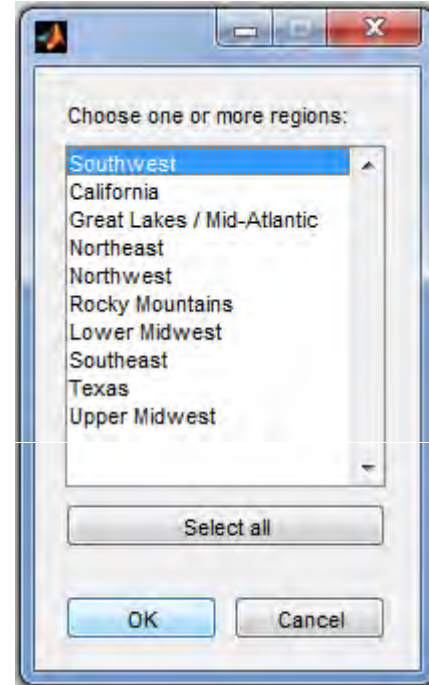 Choose one or more regions:
Southwest
California
Great Lakes / Mid-Atlantic
Northeast
Northwest
Rocky Mountains
Lower Midwest
Southeast
Texas
Upper Midwest
Select all
OK Cancel